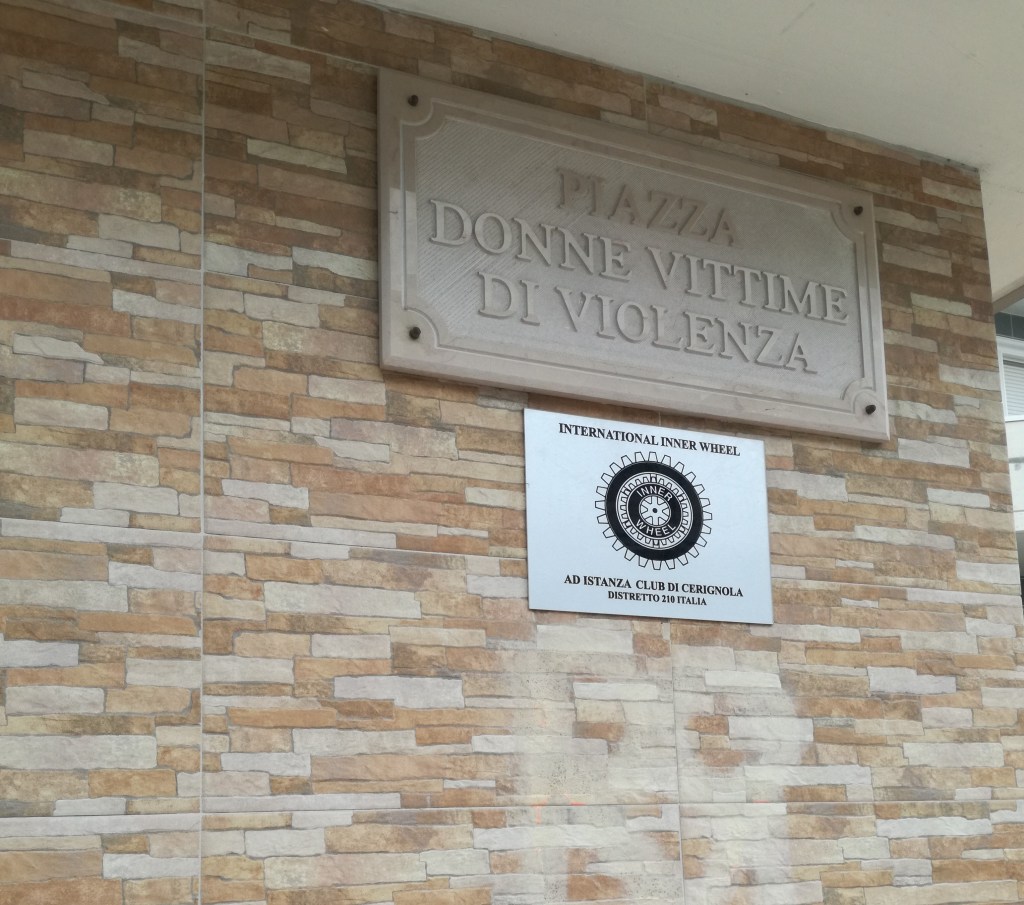 PIAZZA
DONNE VITTIME
DI VIOLENZA
INTERNATIONAL INNER WHEEL
INNER
WHEEL
AD ISTANZA CLUB DI CERIGNOLA
DISTRETTO 210 ITALIA